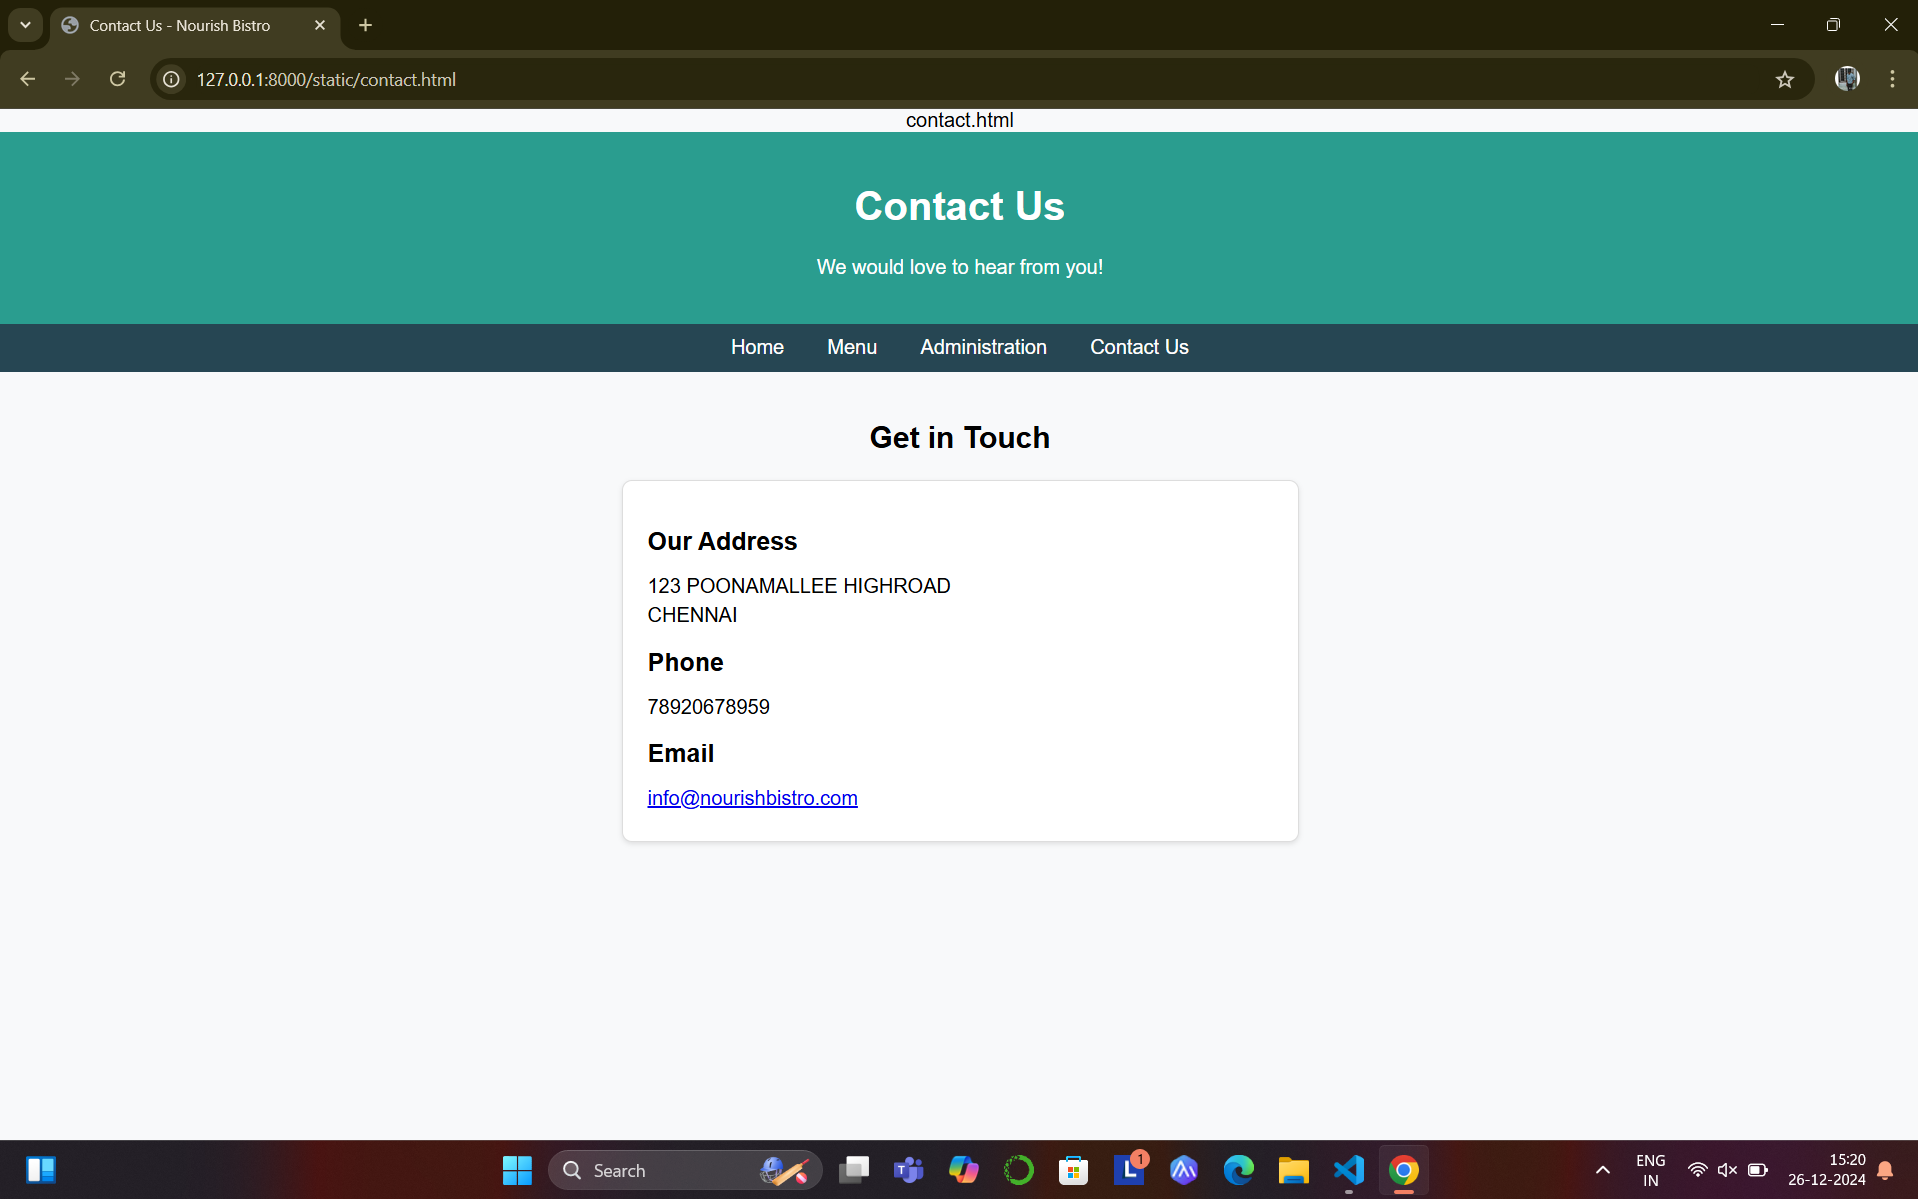 Contact Us - Nourish Bistro
127.0.0.1:8000/static/contact.html
contact.html
Contact Us
We would love to hear from you!
Home Menu Administration Contact Us
Get in Touch
Our Address
123 POONAMALLEE HIGHROAD
CHENNAI
Phone
78920678959
Email
info@nourishbistro.com
Search
1
ENG
IN
15:20
26-12-2024